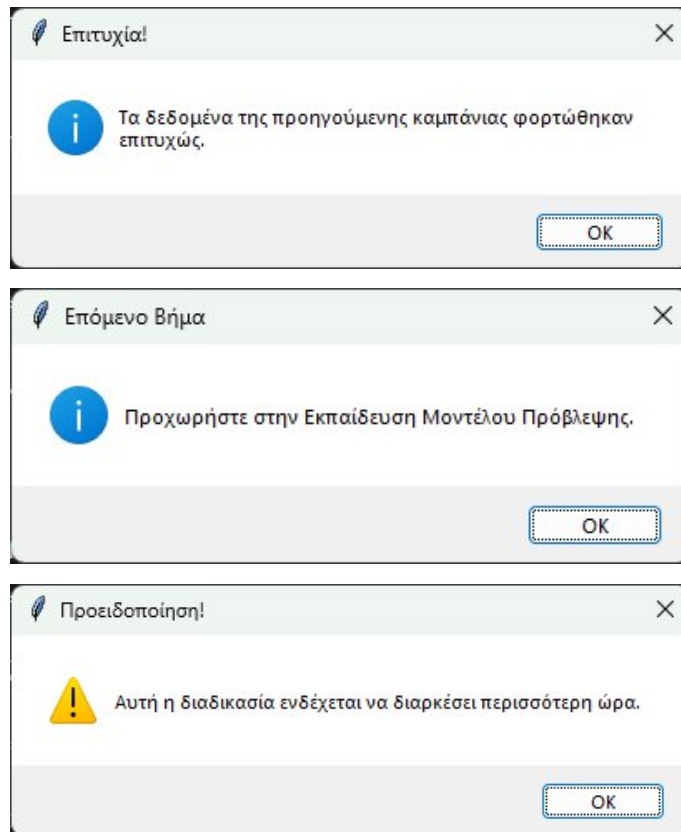 Επιτυχία!
Τα δεδομένα της προηγούμενης καμπάνιας φορτώθηκαν
επιτυχώς.
OK
Επόμενο Βήμα
Προχωρήστε στην Εκπαίδευση Μοντέλου Πρόβλεψης.
OK
Προειδοποίηση!
Αυτή η διαδικασία ενδέχεται να διαρκέσει περισσότερη ώρα.
OK